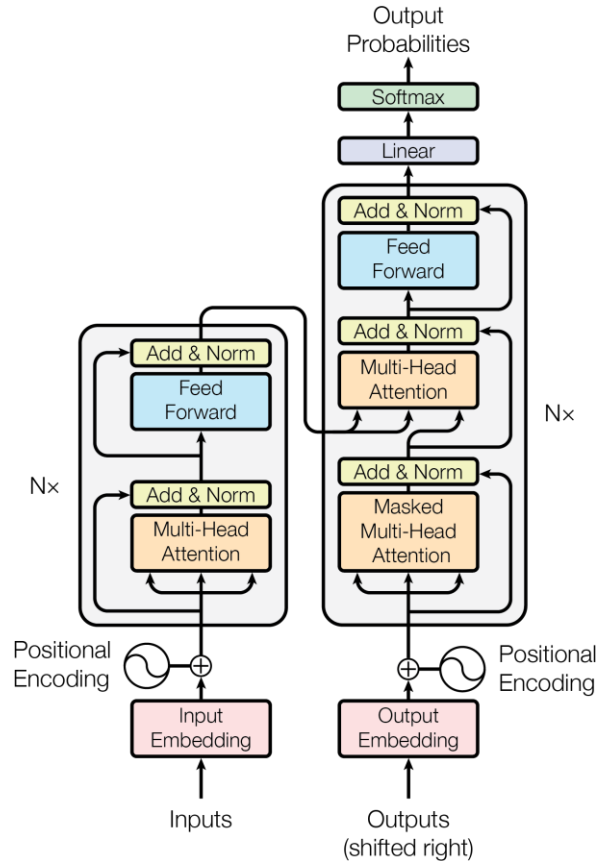 Output
Probabilities
Softmax
Linear
Add & Norm
Feed
Forward
Add & Norm
Multi-Head
Attention
Add & Norm
Masked
Multi-Head
Attention
N×
Add & Norm
Feed
Forward
N×
Add & Norm
Multi-Head
Attention
Positional
Encoding
Positional
Encoding
Input
Embedding
Output
Embedding
Inputs
Outputs
(shifted right)